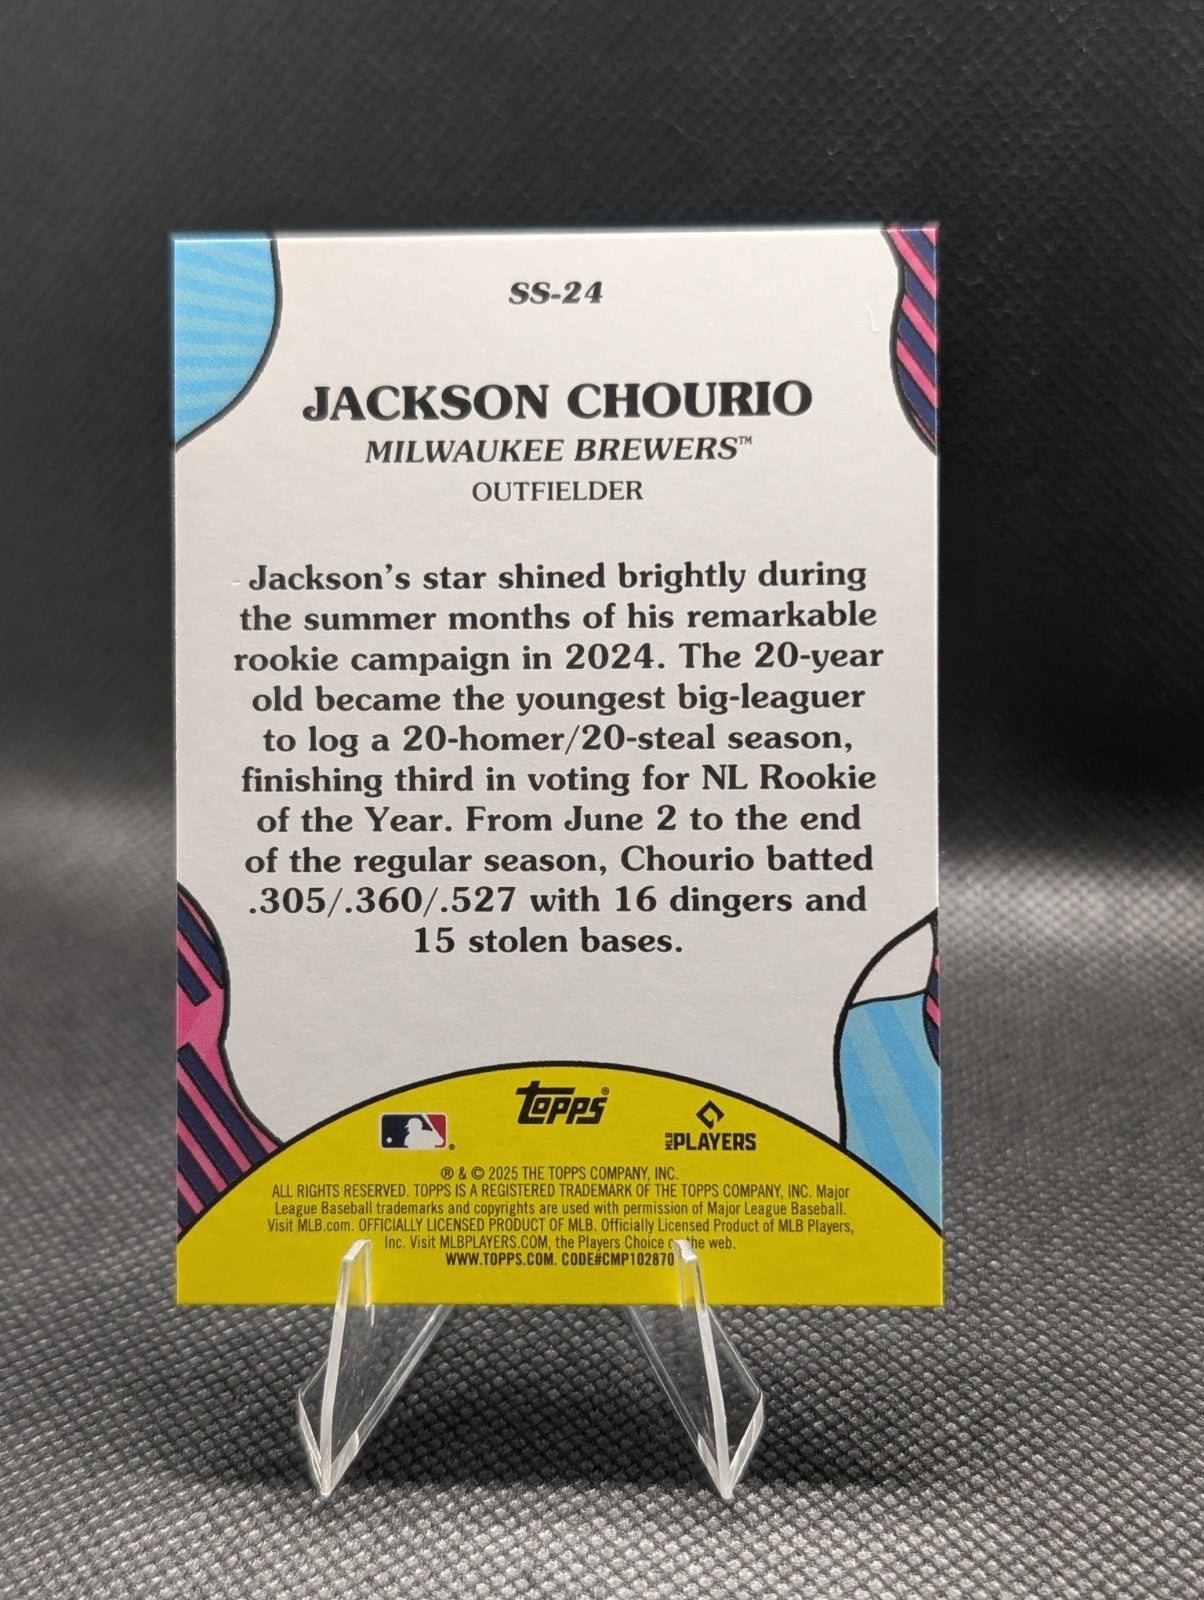 SS-24
JACKSON CHOURIO
MILWAUKEE BREWERS™
OUTFIELDER
Jackson's star shined brightly during
the summer months of his remarkable
rookie campaign in 2024. The 20-year
old became the youngest big-leaguer
to log a 20-homer/20-steal season,
finishing third in voting for NL Rookie
of the Year. From June 2 to the end
of the regular season, Chourio batted
.305/.360/.527 with 16 dingers and
15 stolen bases.
Topps®
®
MLB PLAYERS
® & © 2025 THE TOPPS COMPANY, INC.
ALL RIGHTS RESERVED. TOPPS IS A REGISTERED TRADEMARK OF THE TOPPS COMPANY, INC. Major
League Baseball trademarks and copyrights are used with permission of Major League Baseball.
Visit MLB.com. OFFICIALLY LICENSED PRODUCT OF MLB. Officially Licensed Product of MLB Players,
Inc. Visit MLBPLAYERS.COM, the Players Choice on the web.
WWW.TOPPS.COM. CODE#CMP102870